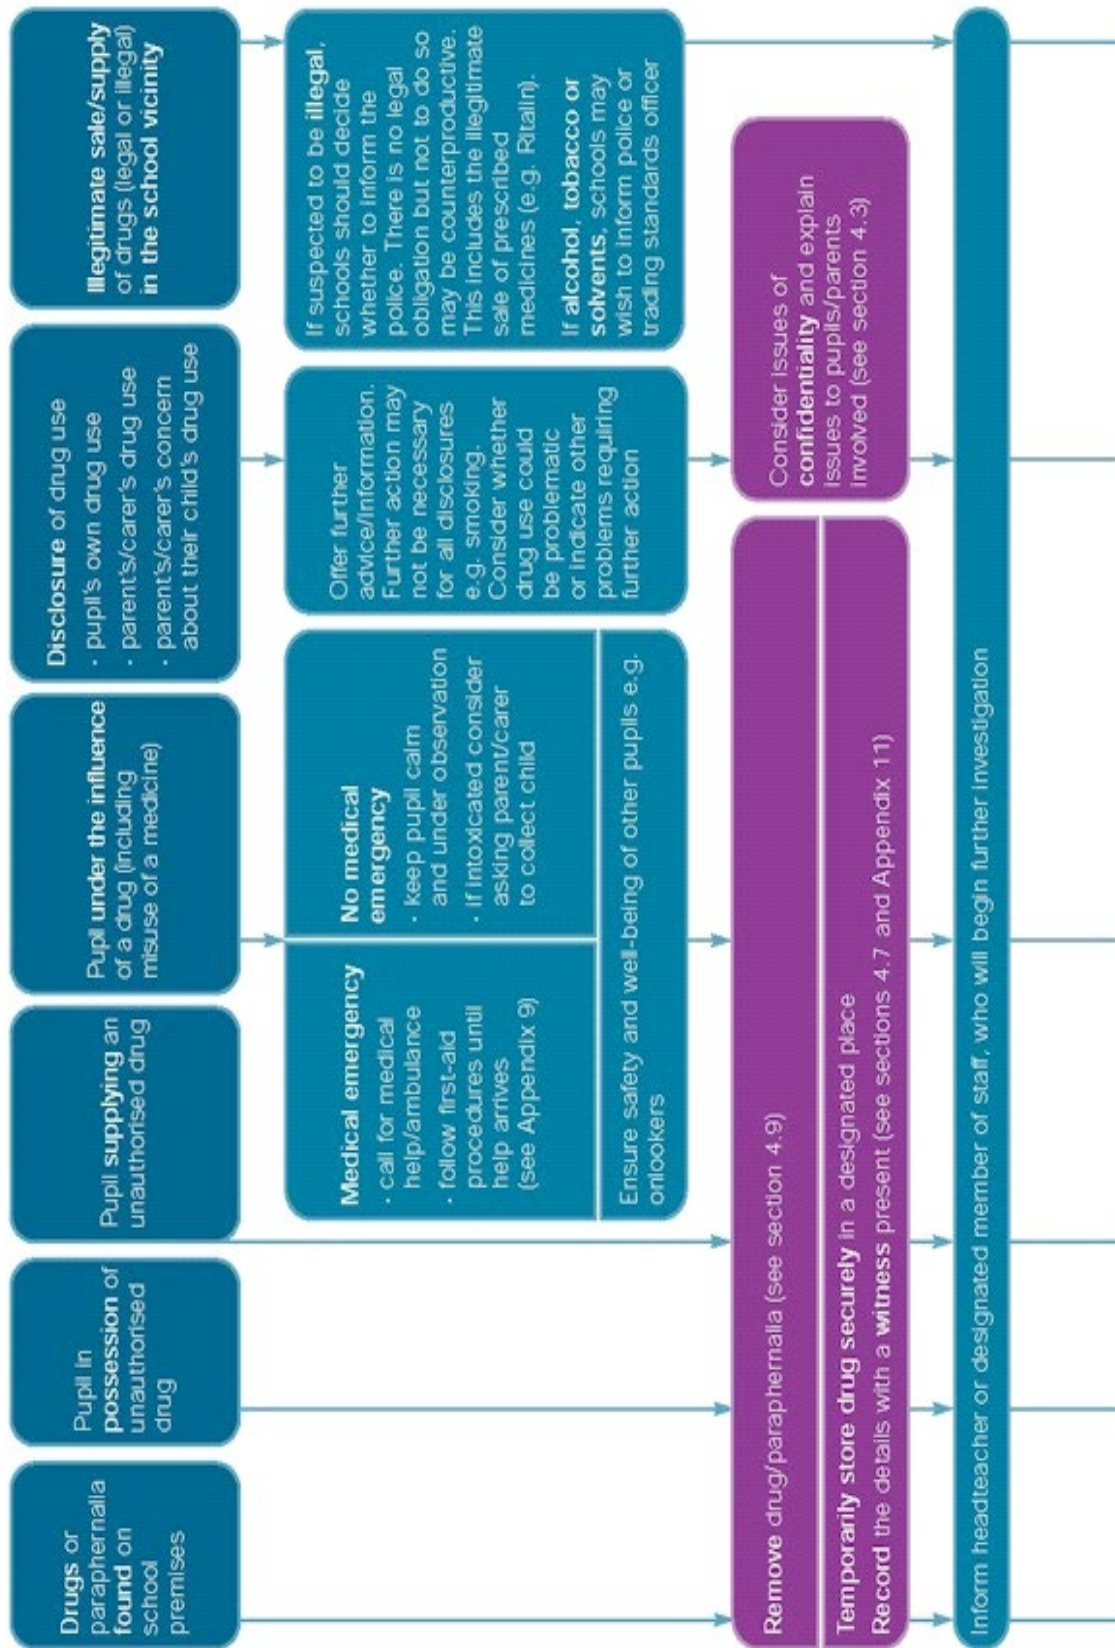 Drugs or
paraphernalia
found on
school
premises
Pupil in
possession of
unauthorised
drug
Pupil supplying an
unauthorised drug
Pupil under the influence
of a drug (including
misuse of a medicine)
Disclosure of drug use
· pupil's own drug use
· parent's/carer's drug use
· parent's/carer's concern
about their child's drug use
Illegitimate sale/supply
of drugs (legal or illegal)
in the school vicinity
Medical emergency
· call for medical
help/ambulance
· follow first-aid
procedures until
help arrives
(see Appendix 9)
No medical
emergency
· keep pupil calm
and under observation
· if intoxicated consider
asking parent/carer
to collect child
Ensure safety and well-being of other pupils e.g.
onlookers
Offer further
advice/information.
Further action may
not be necessary
for all disclosures
e.g. smoking.
Consider whether
drug use could
be problematic
or indicate other
problems requiring
further action
If suspected to be illegal,
schools should decide
whether to inform the
police. There is no legal
obligation but not to do so
may be counterproductive.
This includes the illegitimate
sale of prescribed
medicines (e.g. Ritalin).
If alcohol, tobacco or
solvents, schools may
wish to inform police or
trading standards officer
Remove drug/paraphernalia (see section 4.9)
Temporarily store drug securely in a designated place
Record the details with a witness present (see sections 4.7 and Appendix 11)
Consider issues of
confidentiality and explain
issues to pupils/parents
involved (see section 4.3)
Inform headteacher or designated member of staff, who will begin further investigation